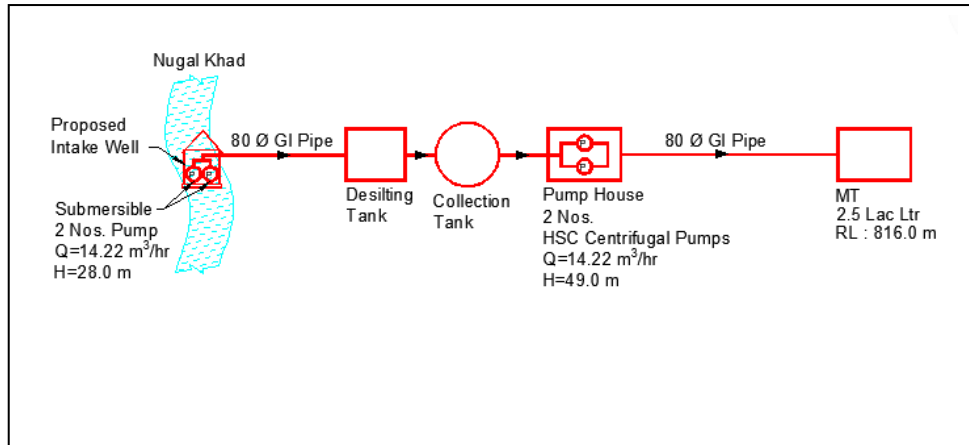 Nugal Khad
Proposed
Intake Well
80 Ø GI Pipe
P P
Submersible
2 Nos. Pump
Q=14.22 m³/hr
H=28.0 m
Desilting
Tank
Collection
Tank
P
P
Pump House
2 Nos.
HSC Centrifugal Pumps
Q=14.22 m³/hr
H=49.0 m
80 Ø GI Pipe
MT
2.5 Lac Ltr
RL : 816.0 m